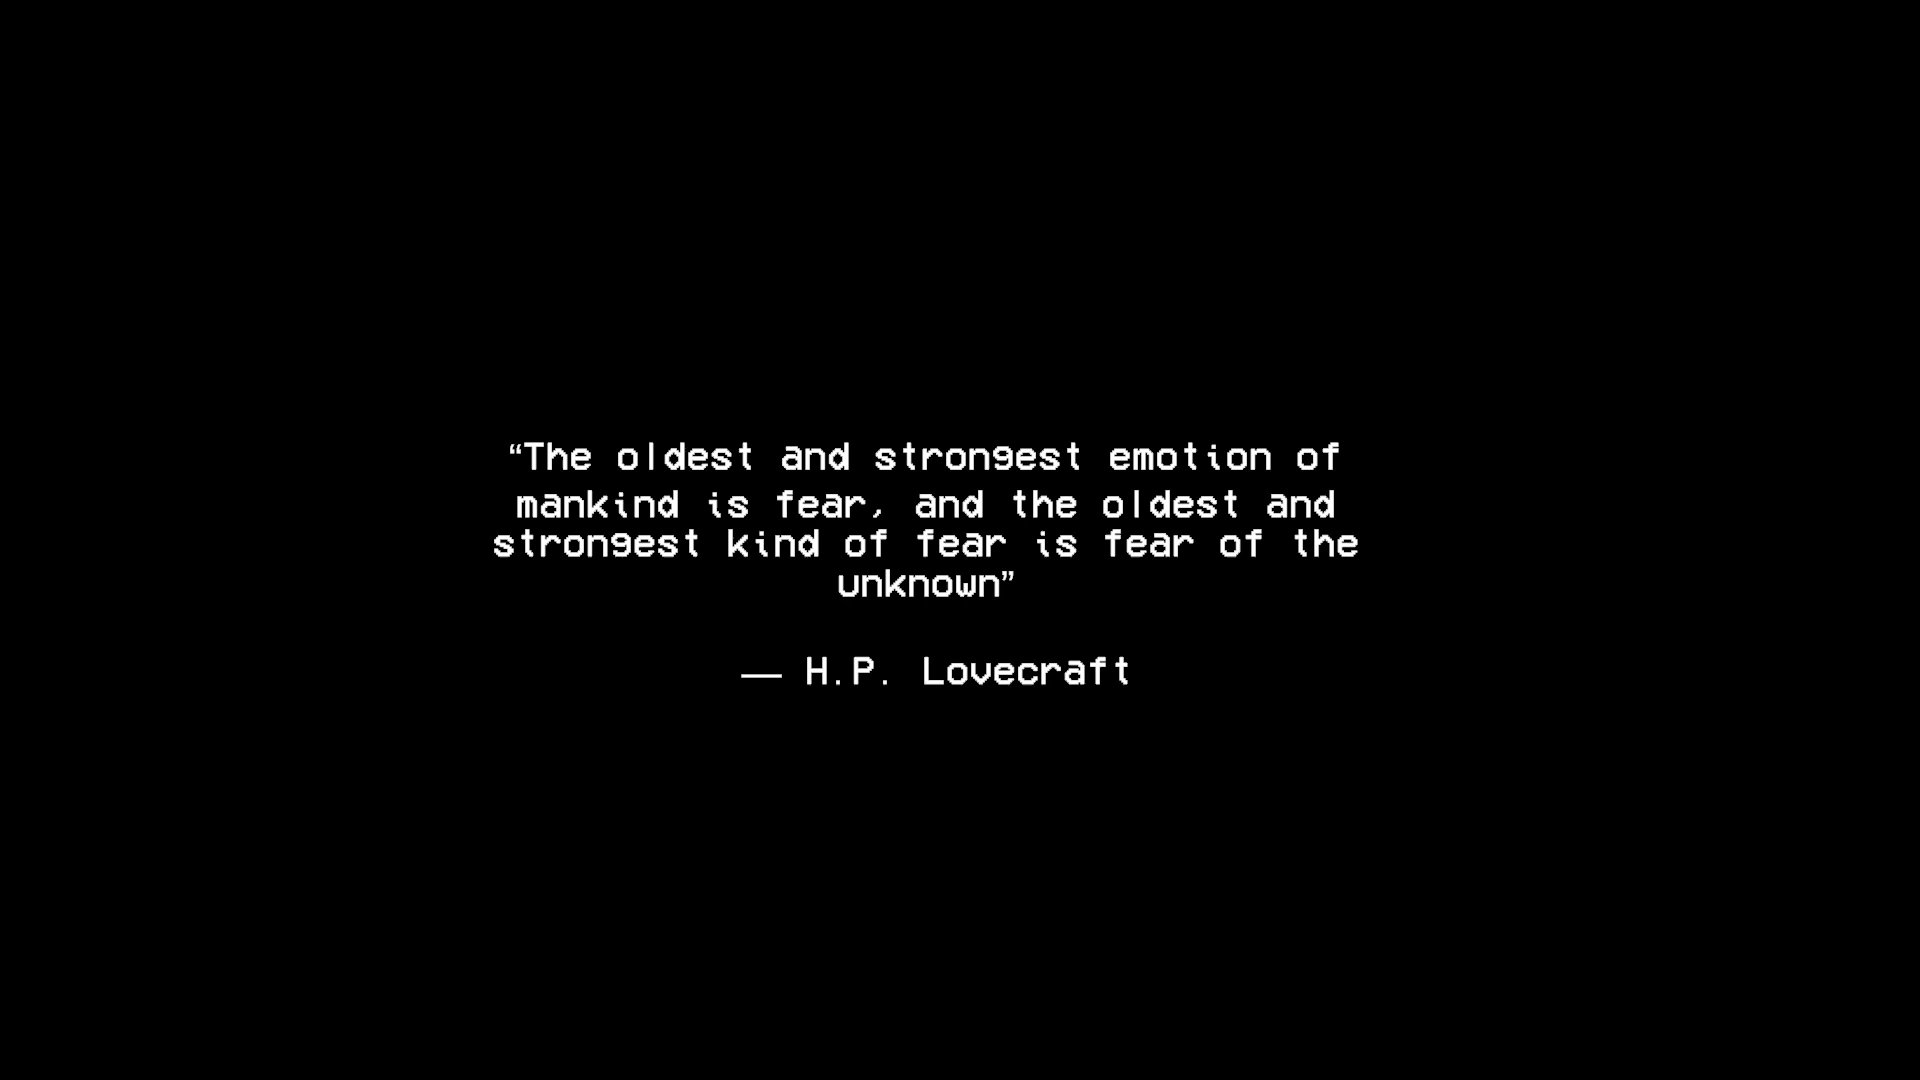 “The oldest and strongest emotion of
mankind is fear, and the oldest and
strongest kind of fear is fear of the
unknown”
— H.P. Lovecraft